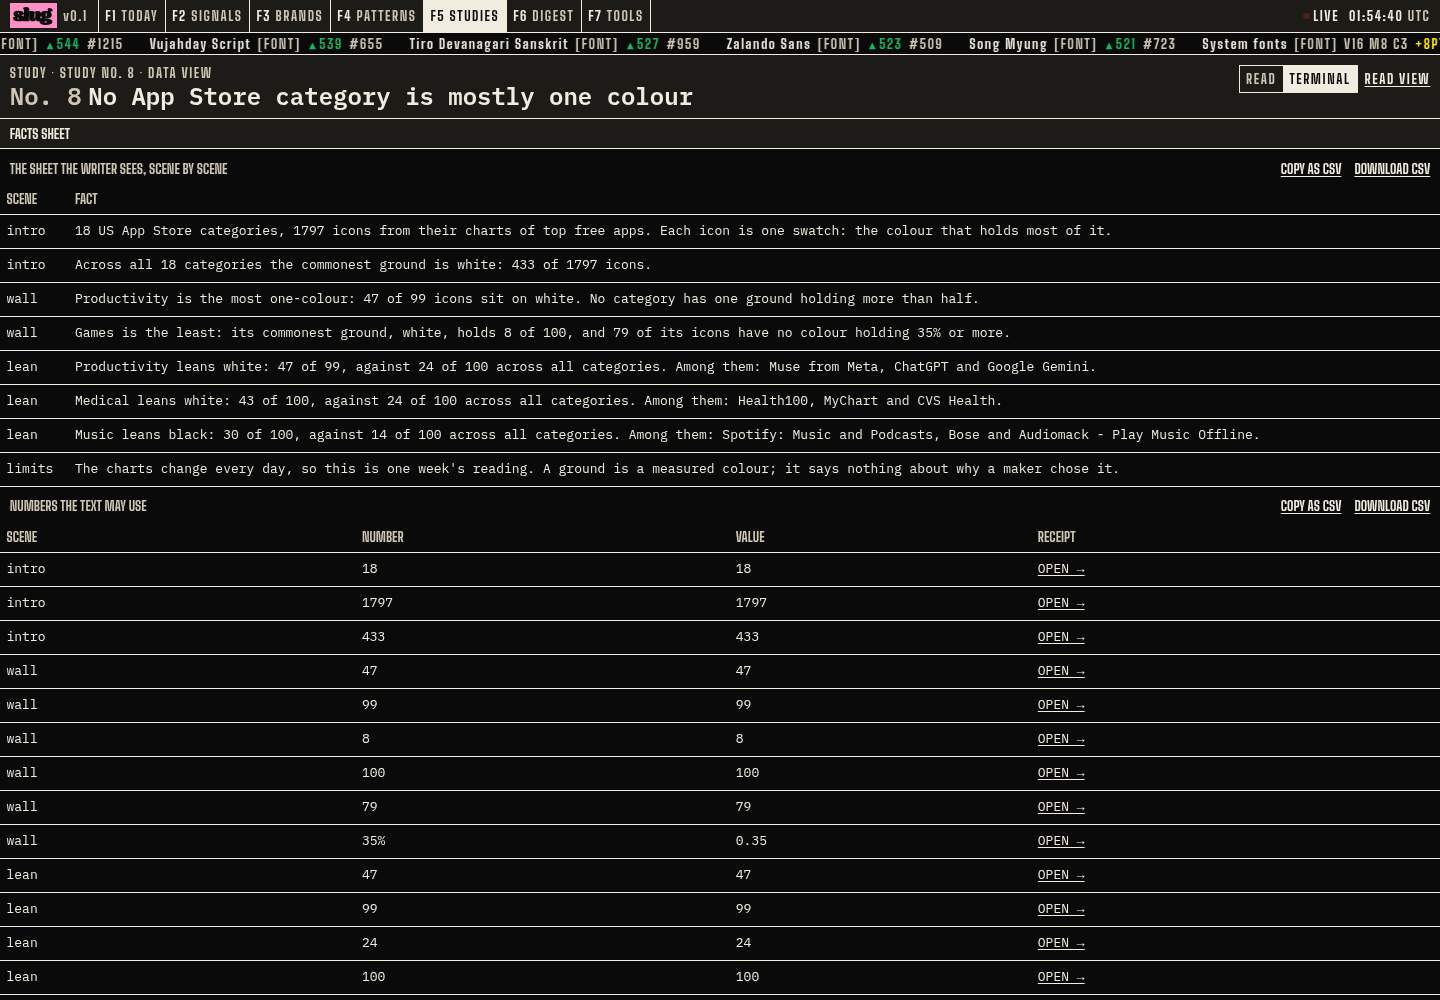 slug v0.1 F1 TODAY F2 SIGNALS F3 BRANDS F4 PATTERNS F5 STUDIES F6 DIGEST F7 TOOLS LIVE 01:54:40 UTC
FONT] ▲544 #1215 Vujahday Script [FONT] ▲539 #655 Tiro Devanagari Sanskrit [FONT] ▲527 #959 Zalando Sans [FONT] ▲523 #509 Song Myung [FONT] ▲521 #723 System fonts [FONT] V16 M8 C3
STUDY · STUDY NO. 8 · DATA VIEW
No. 8 No App Store category is mostly one colour
READ TERMINAL READ VIEW
FACTS SHEET
THE SHEET THE WRITER SEES, SCENE BY SCENE COPY AS CSV DOWNLOAD CSV
SCENE FACT
intro 18 US App Store categories, 1797 icons from their charts of top free apps. Each icon is one swatch: the colour that holds most of it.
intro Across all 18 categories the commonest ground is white: 433 of 1797 icons.
wall Productivity is the most one-colour: 47 of 99 icons sit on white. No category has one ground holding more than half.
wall Games is the least: its commonest ground, white, holds 8 of 100, and 79 of its icons have no colour holding 35% or more.
lean Productivity leans white: 47 of 99, against 24 of 100 across all categories. Among them: Muse from Meta, ChatGPT and Google Gemini.
lean Medical leans white: 43 of 100, against 24 of 100 across all categories. Among them: Health100, MyChart and CVS Health.
lean Music leans black: 30 of 100, against 14 of 100 across all categories. Among them: Spotify: Music and Podcasts, Bose and Audiomack - Play Music Offline.
limits The charts change every day, so this is one week's reading. A ground is a measured colour; it says nothing about why a maker chose it.
NUMBERS THE TEXT MAY USE COPY AS CSV DOWNLOAD CSV
SCENE NUMBER VALUE RECEIPT
intro 18 18 OPEN →
intro 1797 1797 OPEN →
intro 433 433 OPEN →
wall 47 47 OPEN →
wall 99 99 OPEN →
wall 8 8 OPEN →
wall 100 100 OPEN →
wall 79 79 OPEN →
wall 35% 0.35 OPEN →
lean 47 47 OPEN →
lean 99 99 OPEN →
lean 24 24 OPEN →
lean 100 100 OPEN →